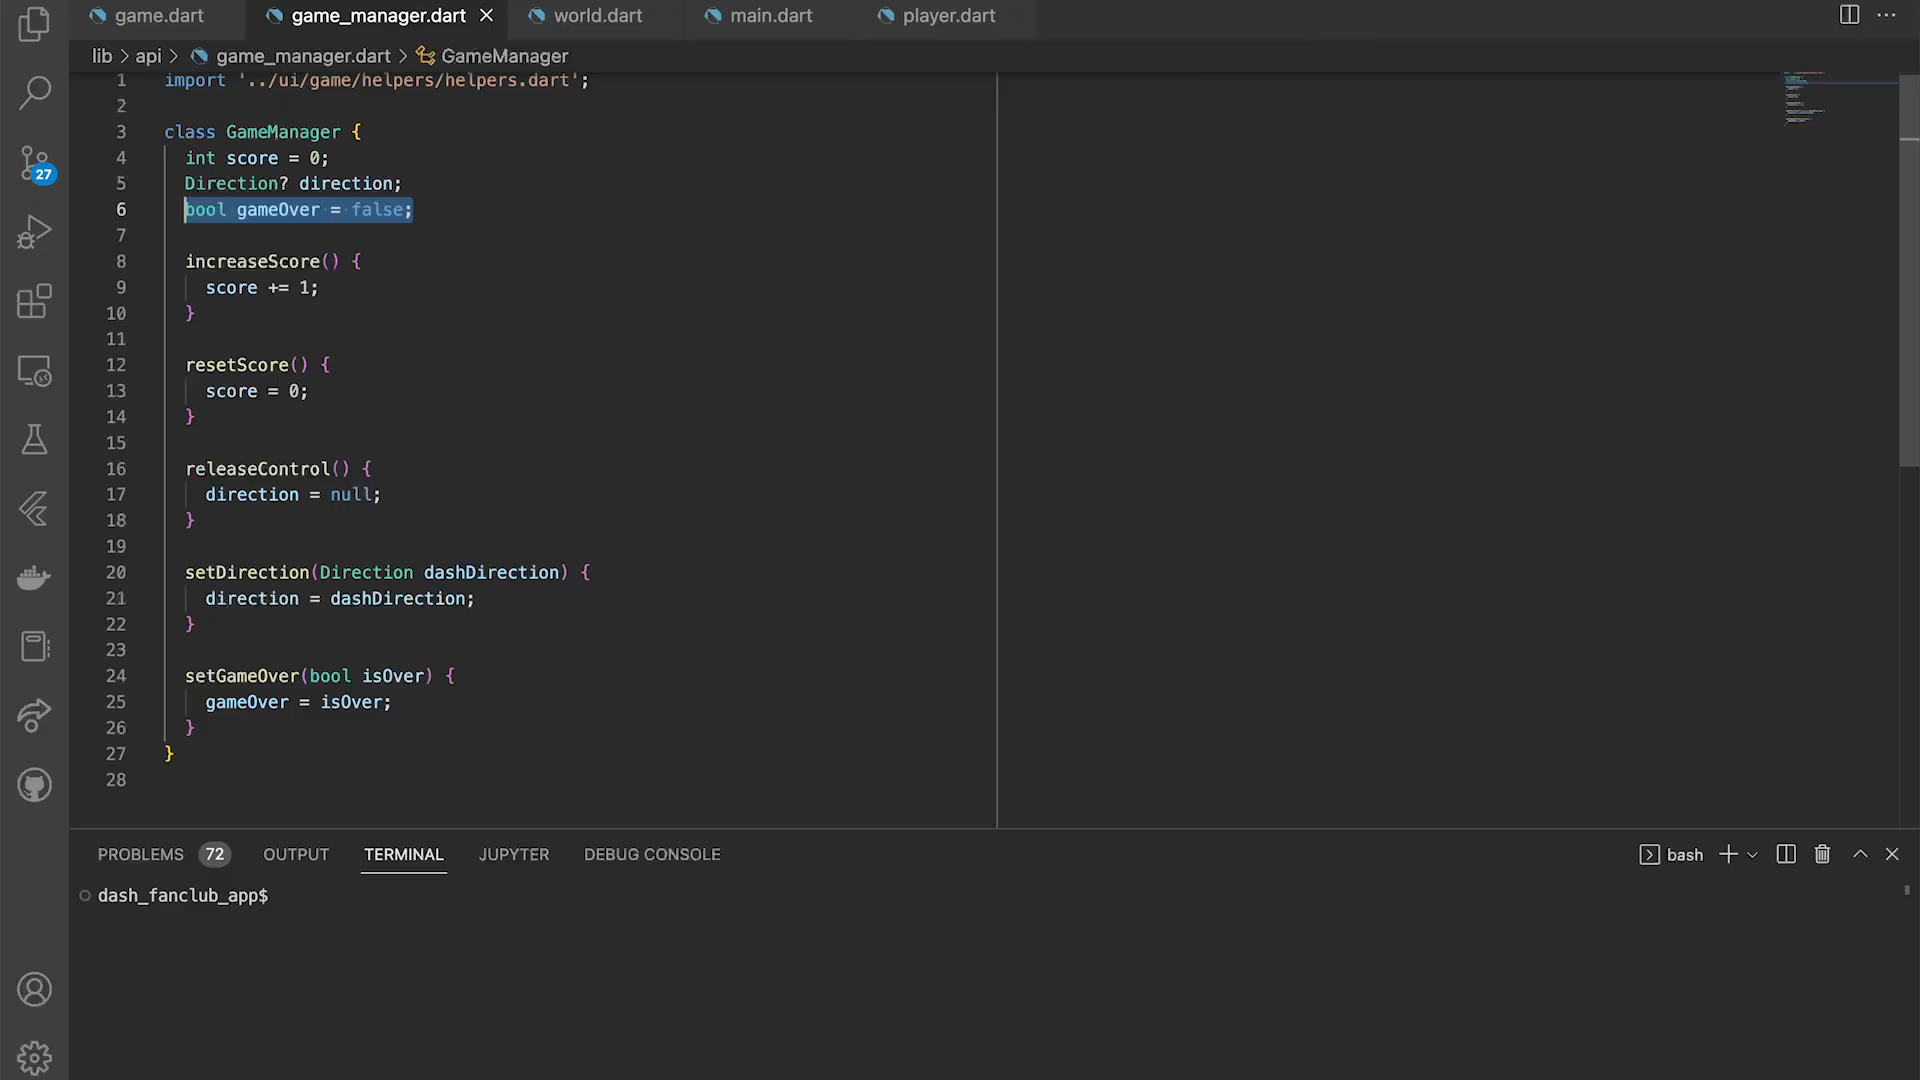 game.dart
game_manager.dart
world.dart
main.dart
player.dart
lib > api > game_manager.dart > GameManager
1 import '../ui/game/helpers/helpers.dart';
2
3 class GameManager {
4 int score = 0;
5 Direction? direction;
6 bool gameOver = false;
7
8 increaseScore() {
9 score += 1;
10 }
11
12 resetScore() {
13 score = 0;
14 }
15
16 releaseControl() {
17 direction = null;
18 }
19
20 setDirection(Direction dashDirection) {
21 direction = dashDirection;
22 }
23
24 setGameOver(bool isOver) {
25 gameOver = isOver;
26 }
27 }
28
27
PROBLEMS 72 OUTPUT TERMINAL JUPYTER DEBUG CONSOLE bash
dash_fanclub_app$